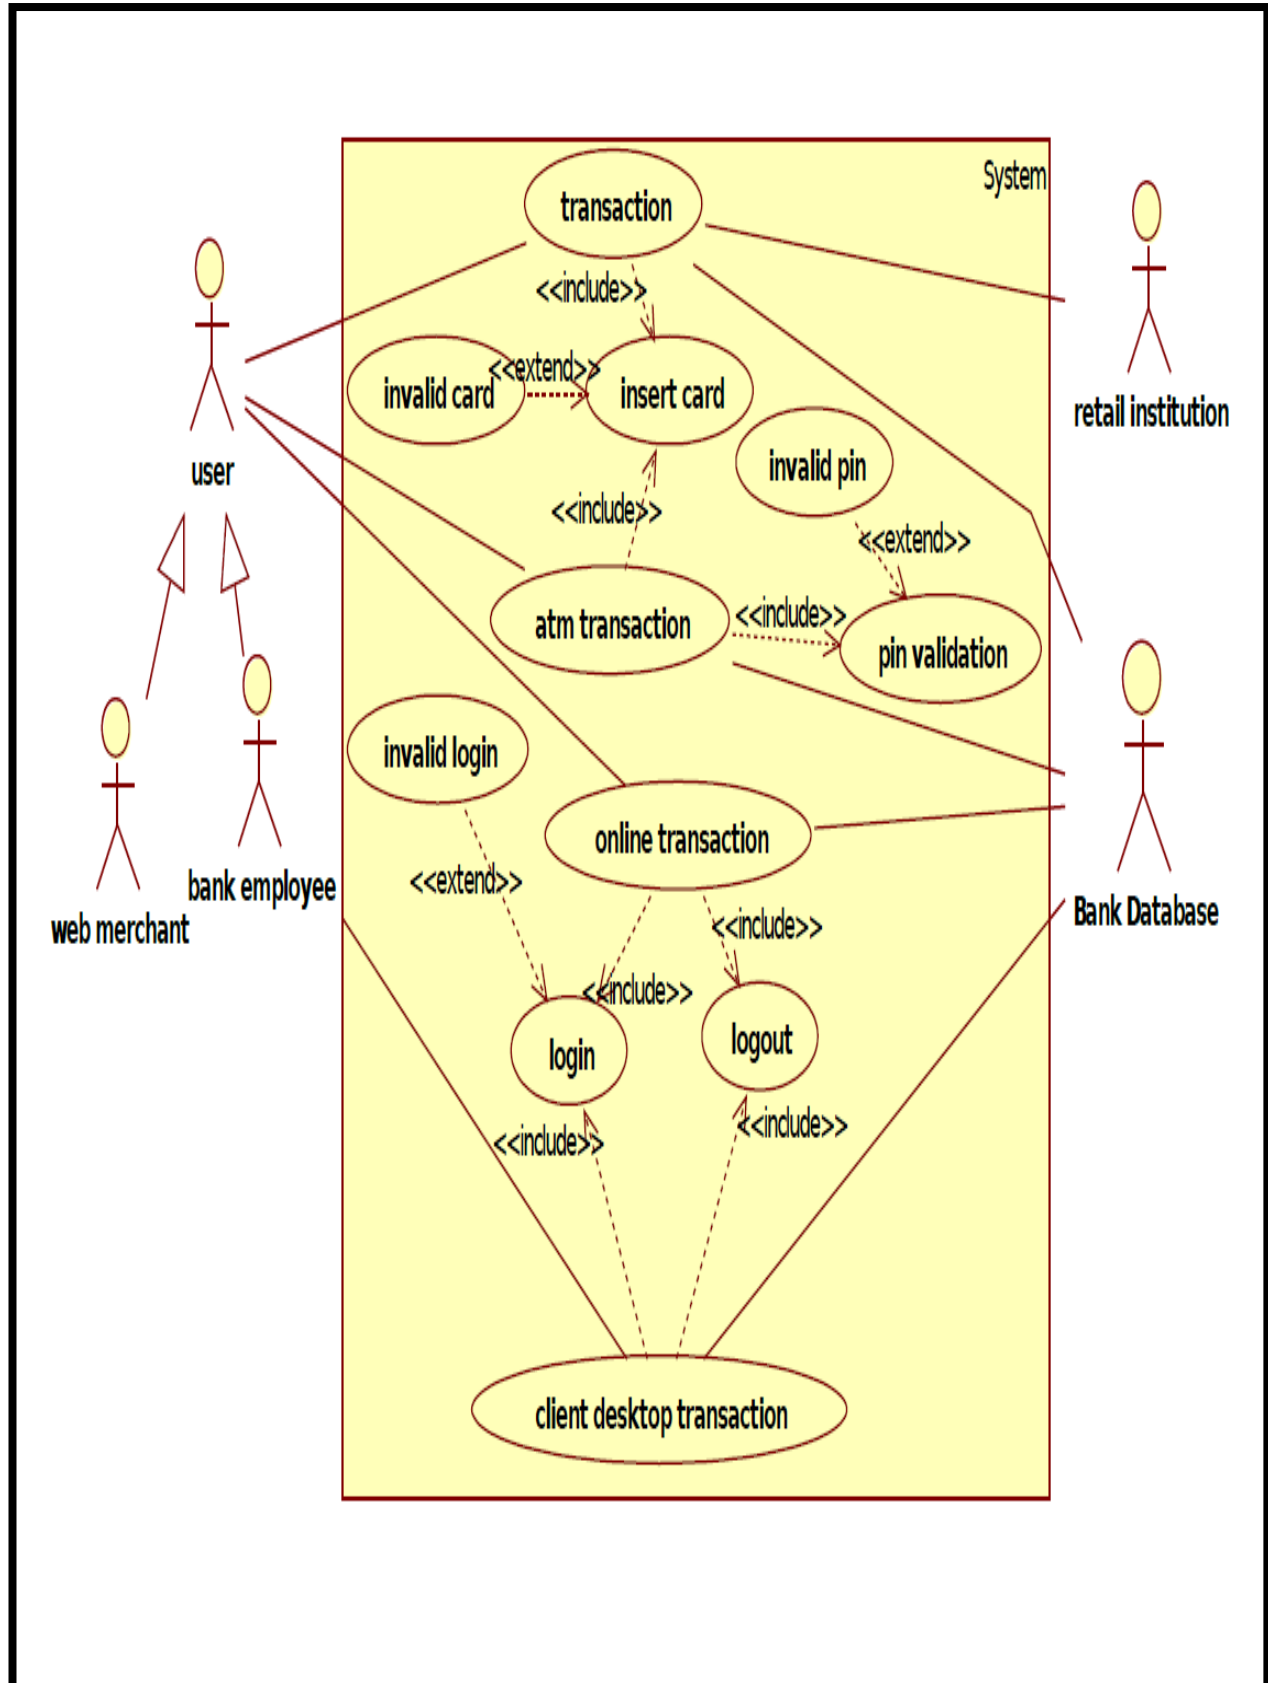 System
transaction
<<include>>
<<extend>>
invalid card
insert card
retail institution
user
invalid pin
<<include>>
<<extend>>
<<include>>
atm transaction
pin validation
invalid login
online transaction
<<extend>>
bank employee
web merchant
Bank Database
<<include>>
<<include>>
login
logout
<<include>>
<<include>>
client desktop transaction